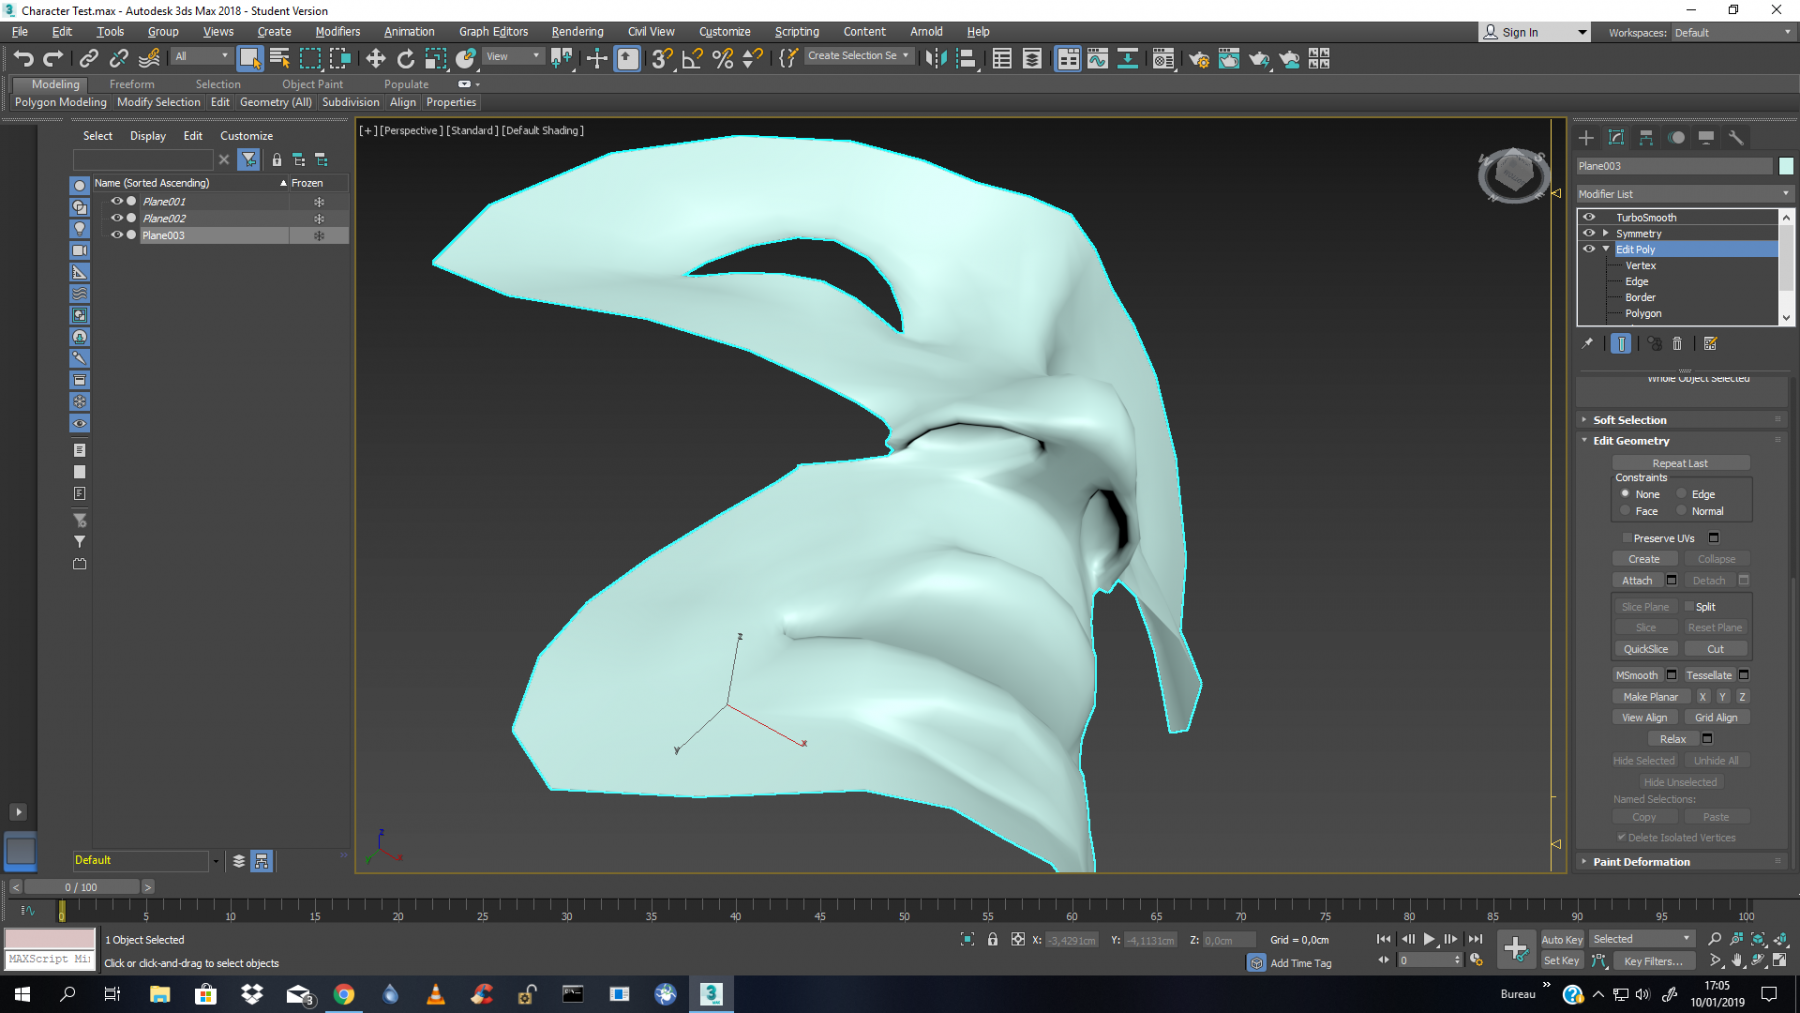 Character Test.max - Autodesk 3ds Max 2018 - Student Version
File Edit Tools Group Views Create Modifiers Animation Graph Editors Rendering Civil View Customize Scripting Content Arnold Help
Sign In Workspaces: Default
All View Create Selection Se
Modeling Freeform Selection Object Paint Populate
Polygon Modeling Modify Selection Edit Geometry (All) Subdivision Align Properties
Select Display Edit Customize
Name (Sorted Ascending) Frozen
Plane001
Plane002
Plane003
[+] [Perspective] [Standard] [Default Shading]
Plane003
Modifier List
TurboSmooth
Symmetry
Edit Poly
Vertex
Edge
Border
Polygon
Whole Object Selected
Soft Selection
Edit Geometry
Repeat Last
Constraints
None Edge
Face Normal
Preserve UVs
Create Collapse
Attach Detach
Slice Plane Split
Slice Reset Plane
QuickSlice Cut
MSmooth Tessellate
Make Planar X Y Z
View Align Grid Align
Relax
Hide Selected Unhide All
Hide Unselected
Named Selections:
Copy Paste
Delete Isolated Vertices
Paint Deformation
z
x
y
z
Default
0 / 100
0 5 10 15 20 25 30 35 40 45 50 55 60 65 70 75 80 85 90 95 100
1 Object Selected
X: -3,4291cm Y: -4,1131cm Z: 0,0cm Grid = 0,0cm
Auto Key Selected
MAXScript Mi
Click or click-and-drag to select objects
Add Time Tag
0
Set Key Key Filters...
3
Bureau
17:05
10/01/2019